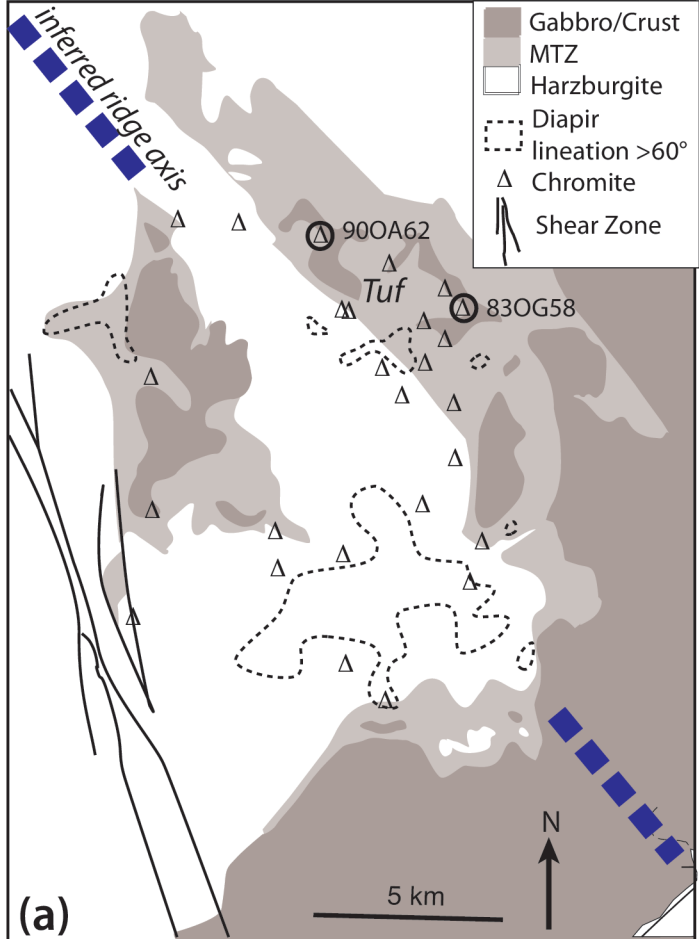 inferred ridge axis
Gabbro/Crust
MTZ
Harzburgite
Diapir
lineation >60°
Chromite
Shear Zone
90OA62
Tuf
83OG58
N
5 km
(a)